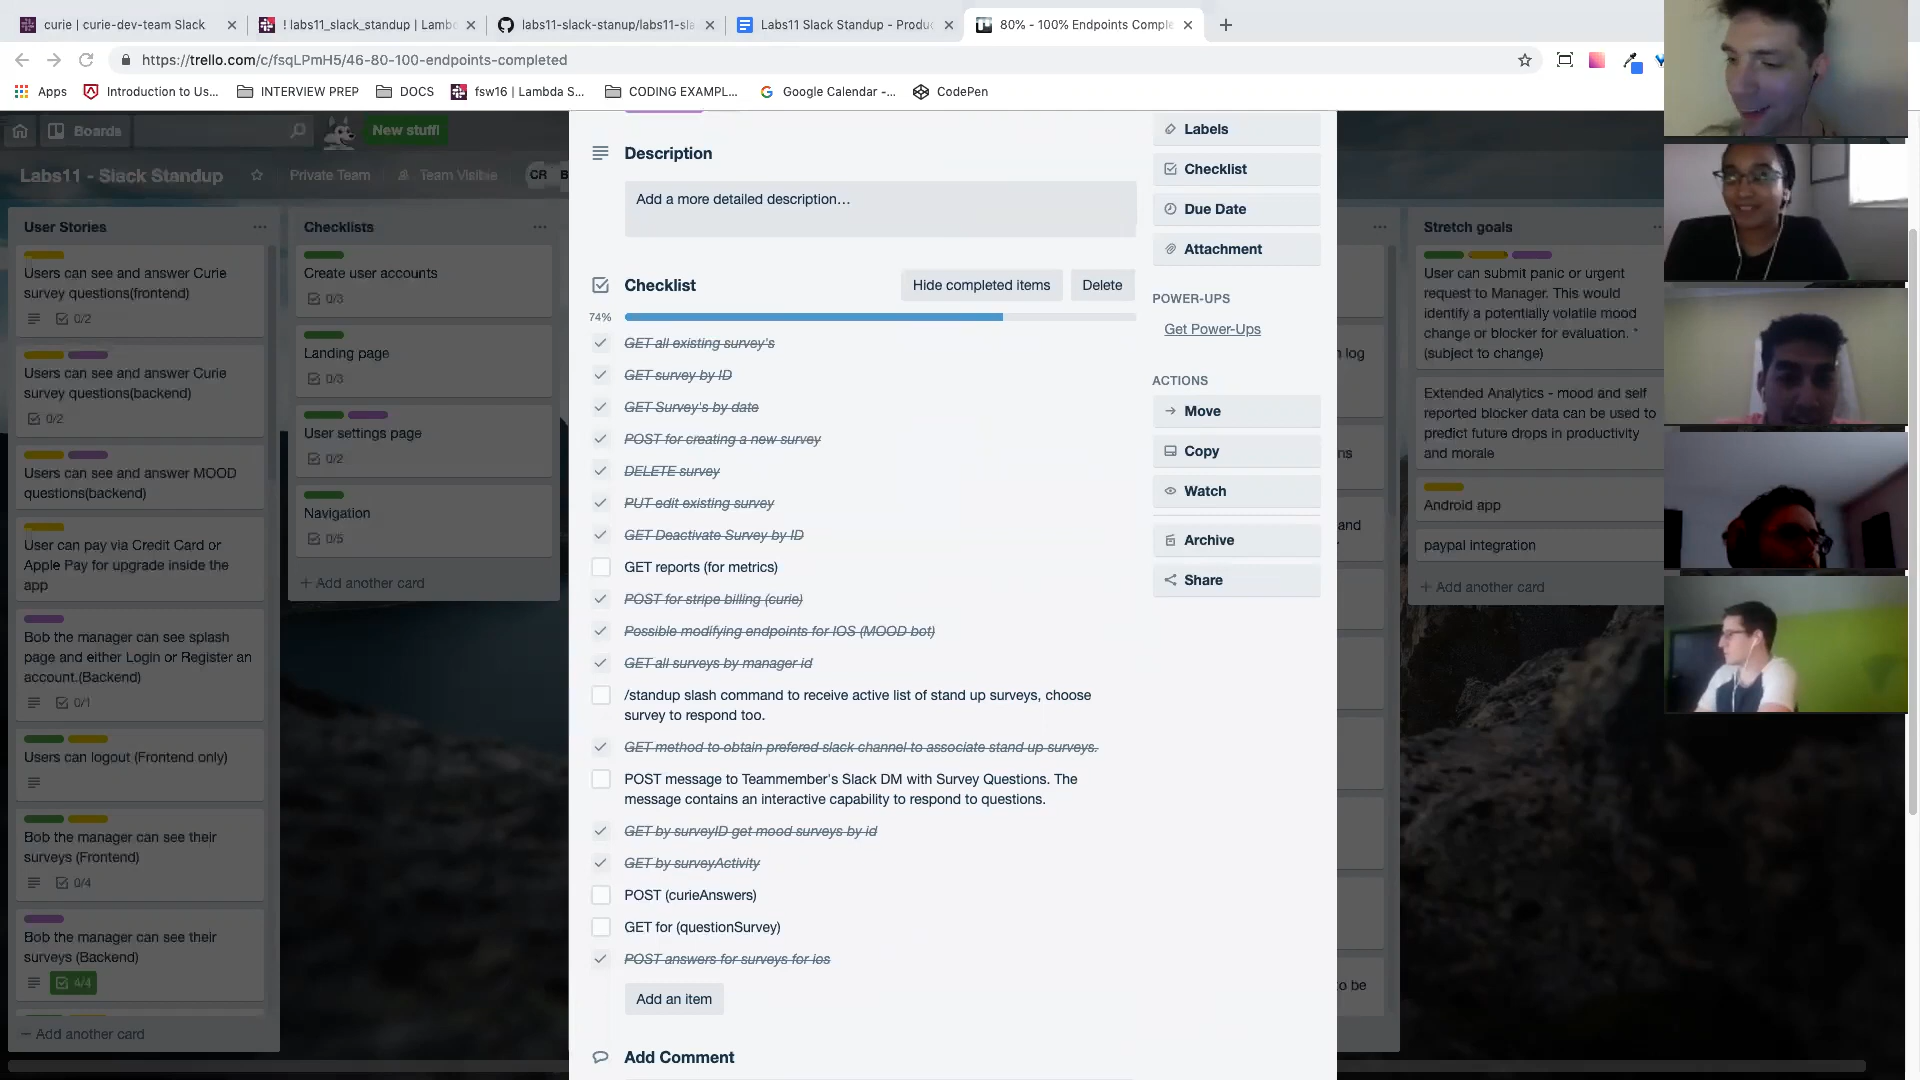 curie | curie-dev-team Slack
! labs11_slack_standup | Lambd
labs11-slack-stanup/labs11-sla
Labs11 Slack Standup - Produc
80% - 100% Endpoints Comple
https://trello.com/c/fsqLPmH5/46-80-100-endpoints-completed
Apps
Introduction to Us...
INTERVIEW PREP
DOCS
fsw16 | Lambda S...
CODING EXAMPL...
Google Calendar -...
CodePen
Boards
New stuff!
Labs11 - Slack Standup
Private Team
Team Visible
CR
B
User Stories
Users can see and answer Curie
survey questions(frontend)
0/2
Users can see and answer Curie
survey questions(backend)
0/2
Users can see and answer MOOD
questions(backend)
User can pay via Credit Card or
Apple Pay for upgrade inside the
app
Bob the manager can see splash
page and either Login or Register an
account.(Backend)
0/1
Users can logout (Frontend only)
Bob the manager can see their
surveys (Frontend)
0/4
Bob the manager can see their
surveys (Backend)
4/4
Add another card
Checklists
Create user accounts
0/3
Landing page
0/3
User settings page
0/2
Navigation
0/5
+ Add another card
Description
Add a more detailed description…
Checklist
Hide completed items
Delete
74%
GET all existing survey's
GET survey by ID
GET Survey's by date
POST for creating a new survey
DELETE survey
PUT edit existing survey
GET Deactivate Survey by ID
GET reports (for metrics)
POST for stripe billing (curie)
Possible modifying endpoints for IOS (MOOD bot)
GET all surveys by manager id
/standup slash command to receive active list of stand up surveys, choose
survey to respond too.
GET method to obtain prefered slack channel to associate stand up surveys.
POST message to Teammember's Slack DM with Survey Questions. The
message contains an interactive capability to respond to questions.
GET by surveyID get mood surveys by id
GET by surveyActivity
POST (curieAnswers)
GET for (questionSurvey)
POST answers for surveys for ios
Add an item
Add Comment
Labels
Checklist
Due Date
Attachment
POWER-UPS
Get Power-Ups
ACTIONS
Move
Copy
Watch
Archive
Share
log
and
o be
Stretch goals
User can submit panic or urgent
request to Manager. This would
identify a potentially volatile mood
change or blocker for evaluation. *
(subject to change)
Extended Analytics - mood and self
reported blocker data can be used to
predict future drops in productivity
and morale
Android app
paypal integration
+ Add another card